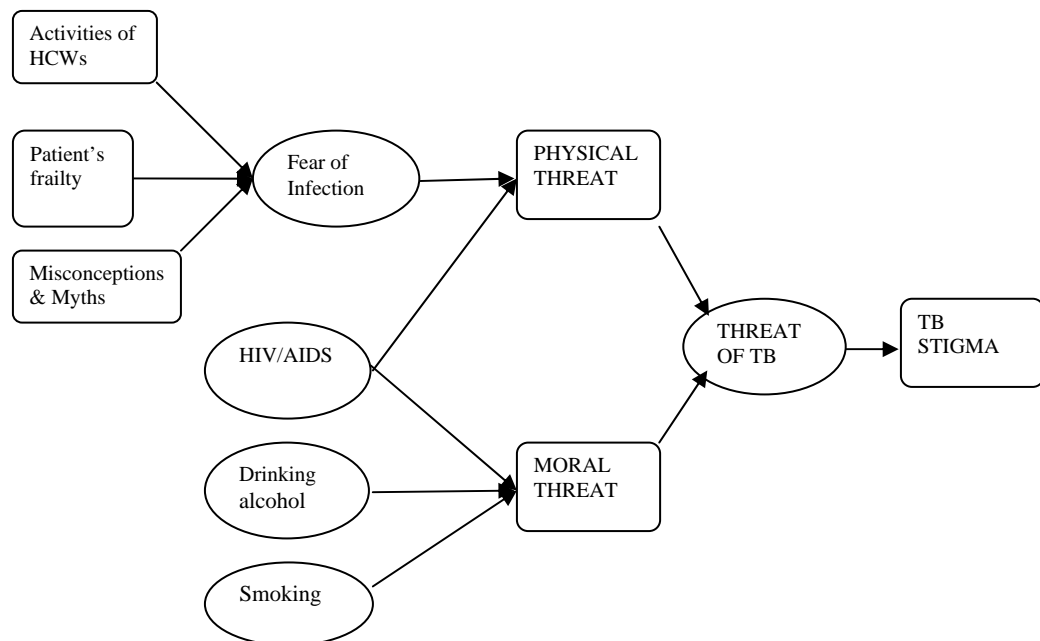 Activities of
HCWs
Patient's
frailty
Misconceptions
& Myths
Fear of
Infection
HIV/AIDS
Drinking
alcohol
Smoking
PHYSICAL
THREAT
MORAL
THREAT
THREAT
OF TB
TB
STIGMA